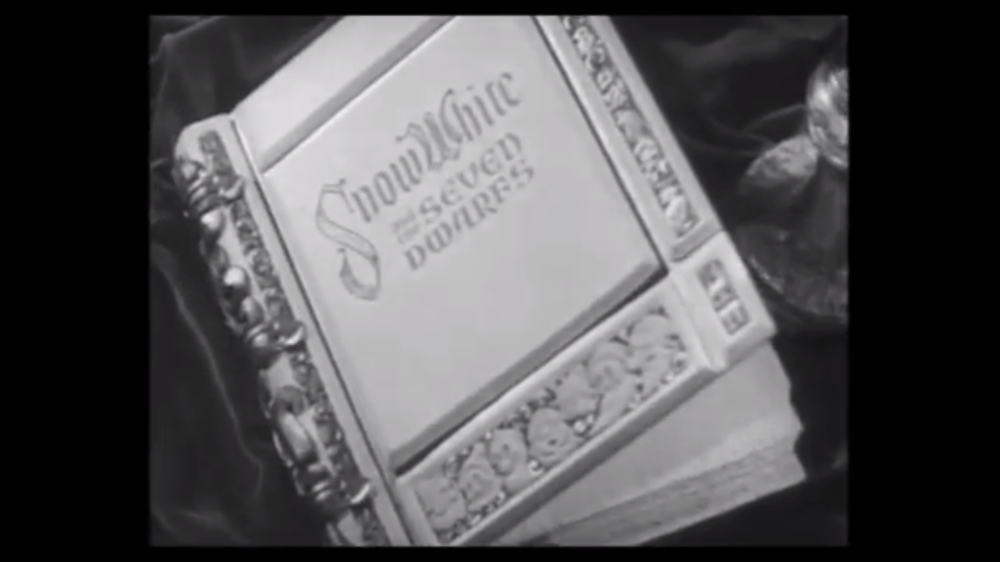 Snow White
and the SEVEN
DWARFS